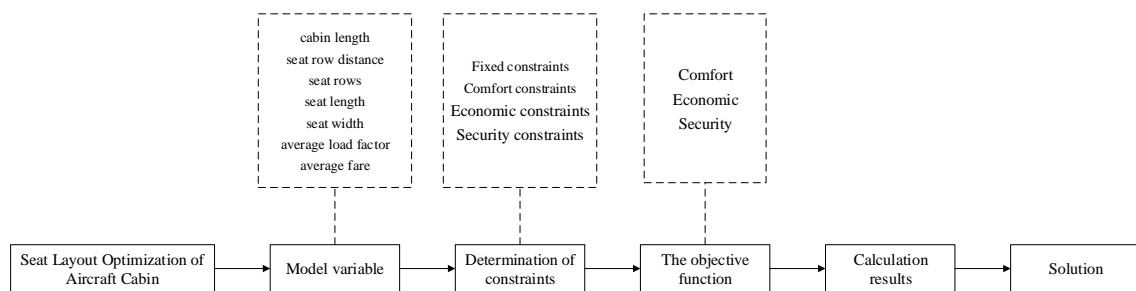 cabin length
seat row distance
seat rows
seat length
seat width
average load factor
average fare
Fixed constraints
Comfort constraints
Economic constraints
Security constraints
Comfort
Economic
Security
Seat Layout Optimization of
Aircraft Cabin
Model variable
Determination of
constraints
The objective
function
Calculation
results
Solution